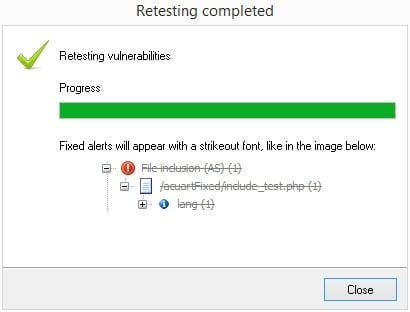 Retesting completed
Retesting vulnerabilities
Progress
Fixed alerts will appear with a strikeout font, like in the image below:
File inclusion (AS) (1)
/acuartFixed/include_test.php (1)
lang (1)
Close